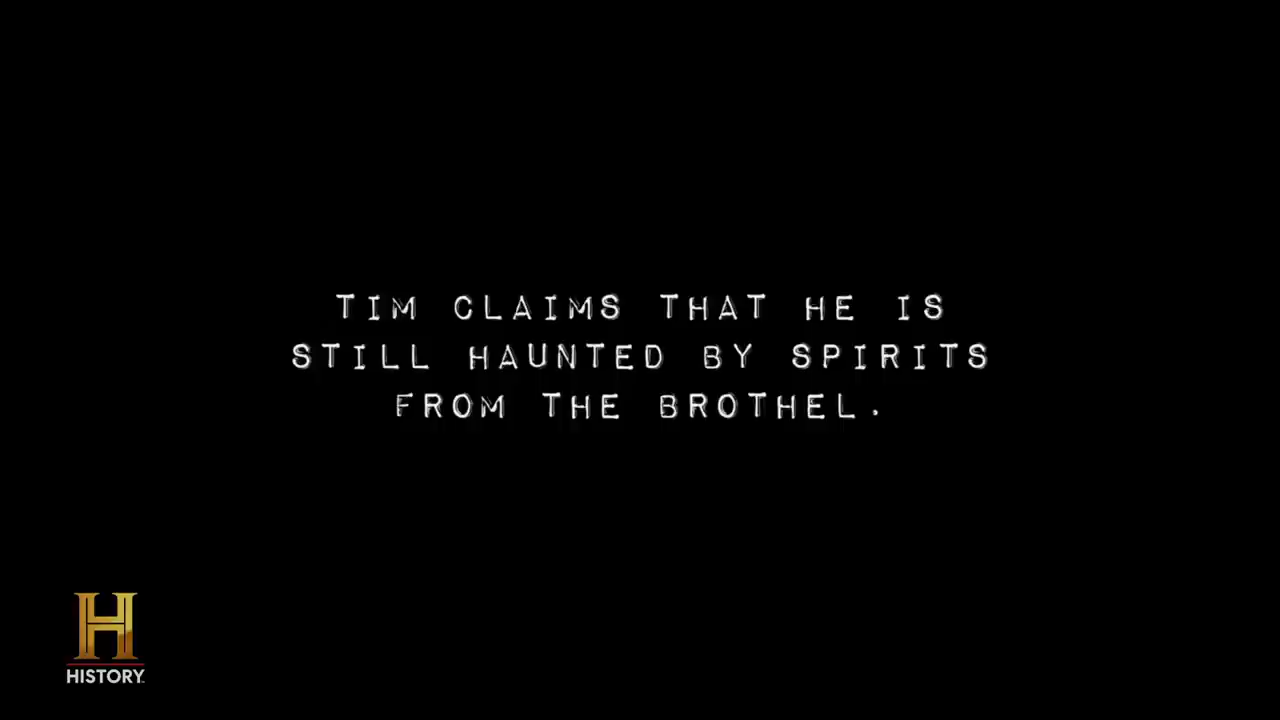 TIM CLAIMS THAT HE IS
STILL HAUNTED BY SPIRITS
FROM THE BROTHEL.
H
HISTORY